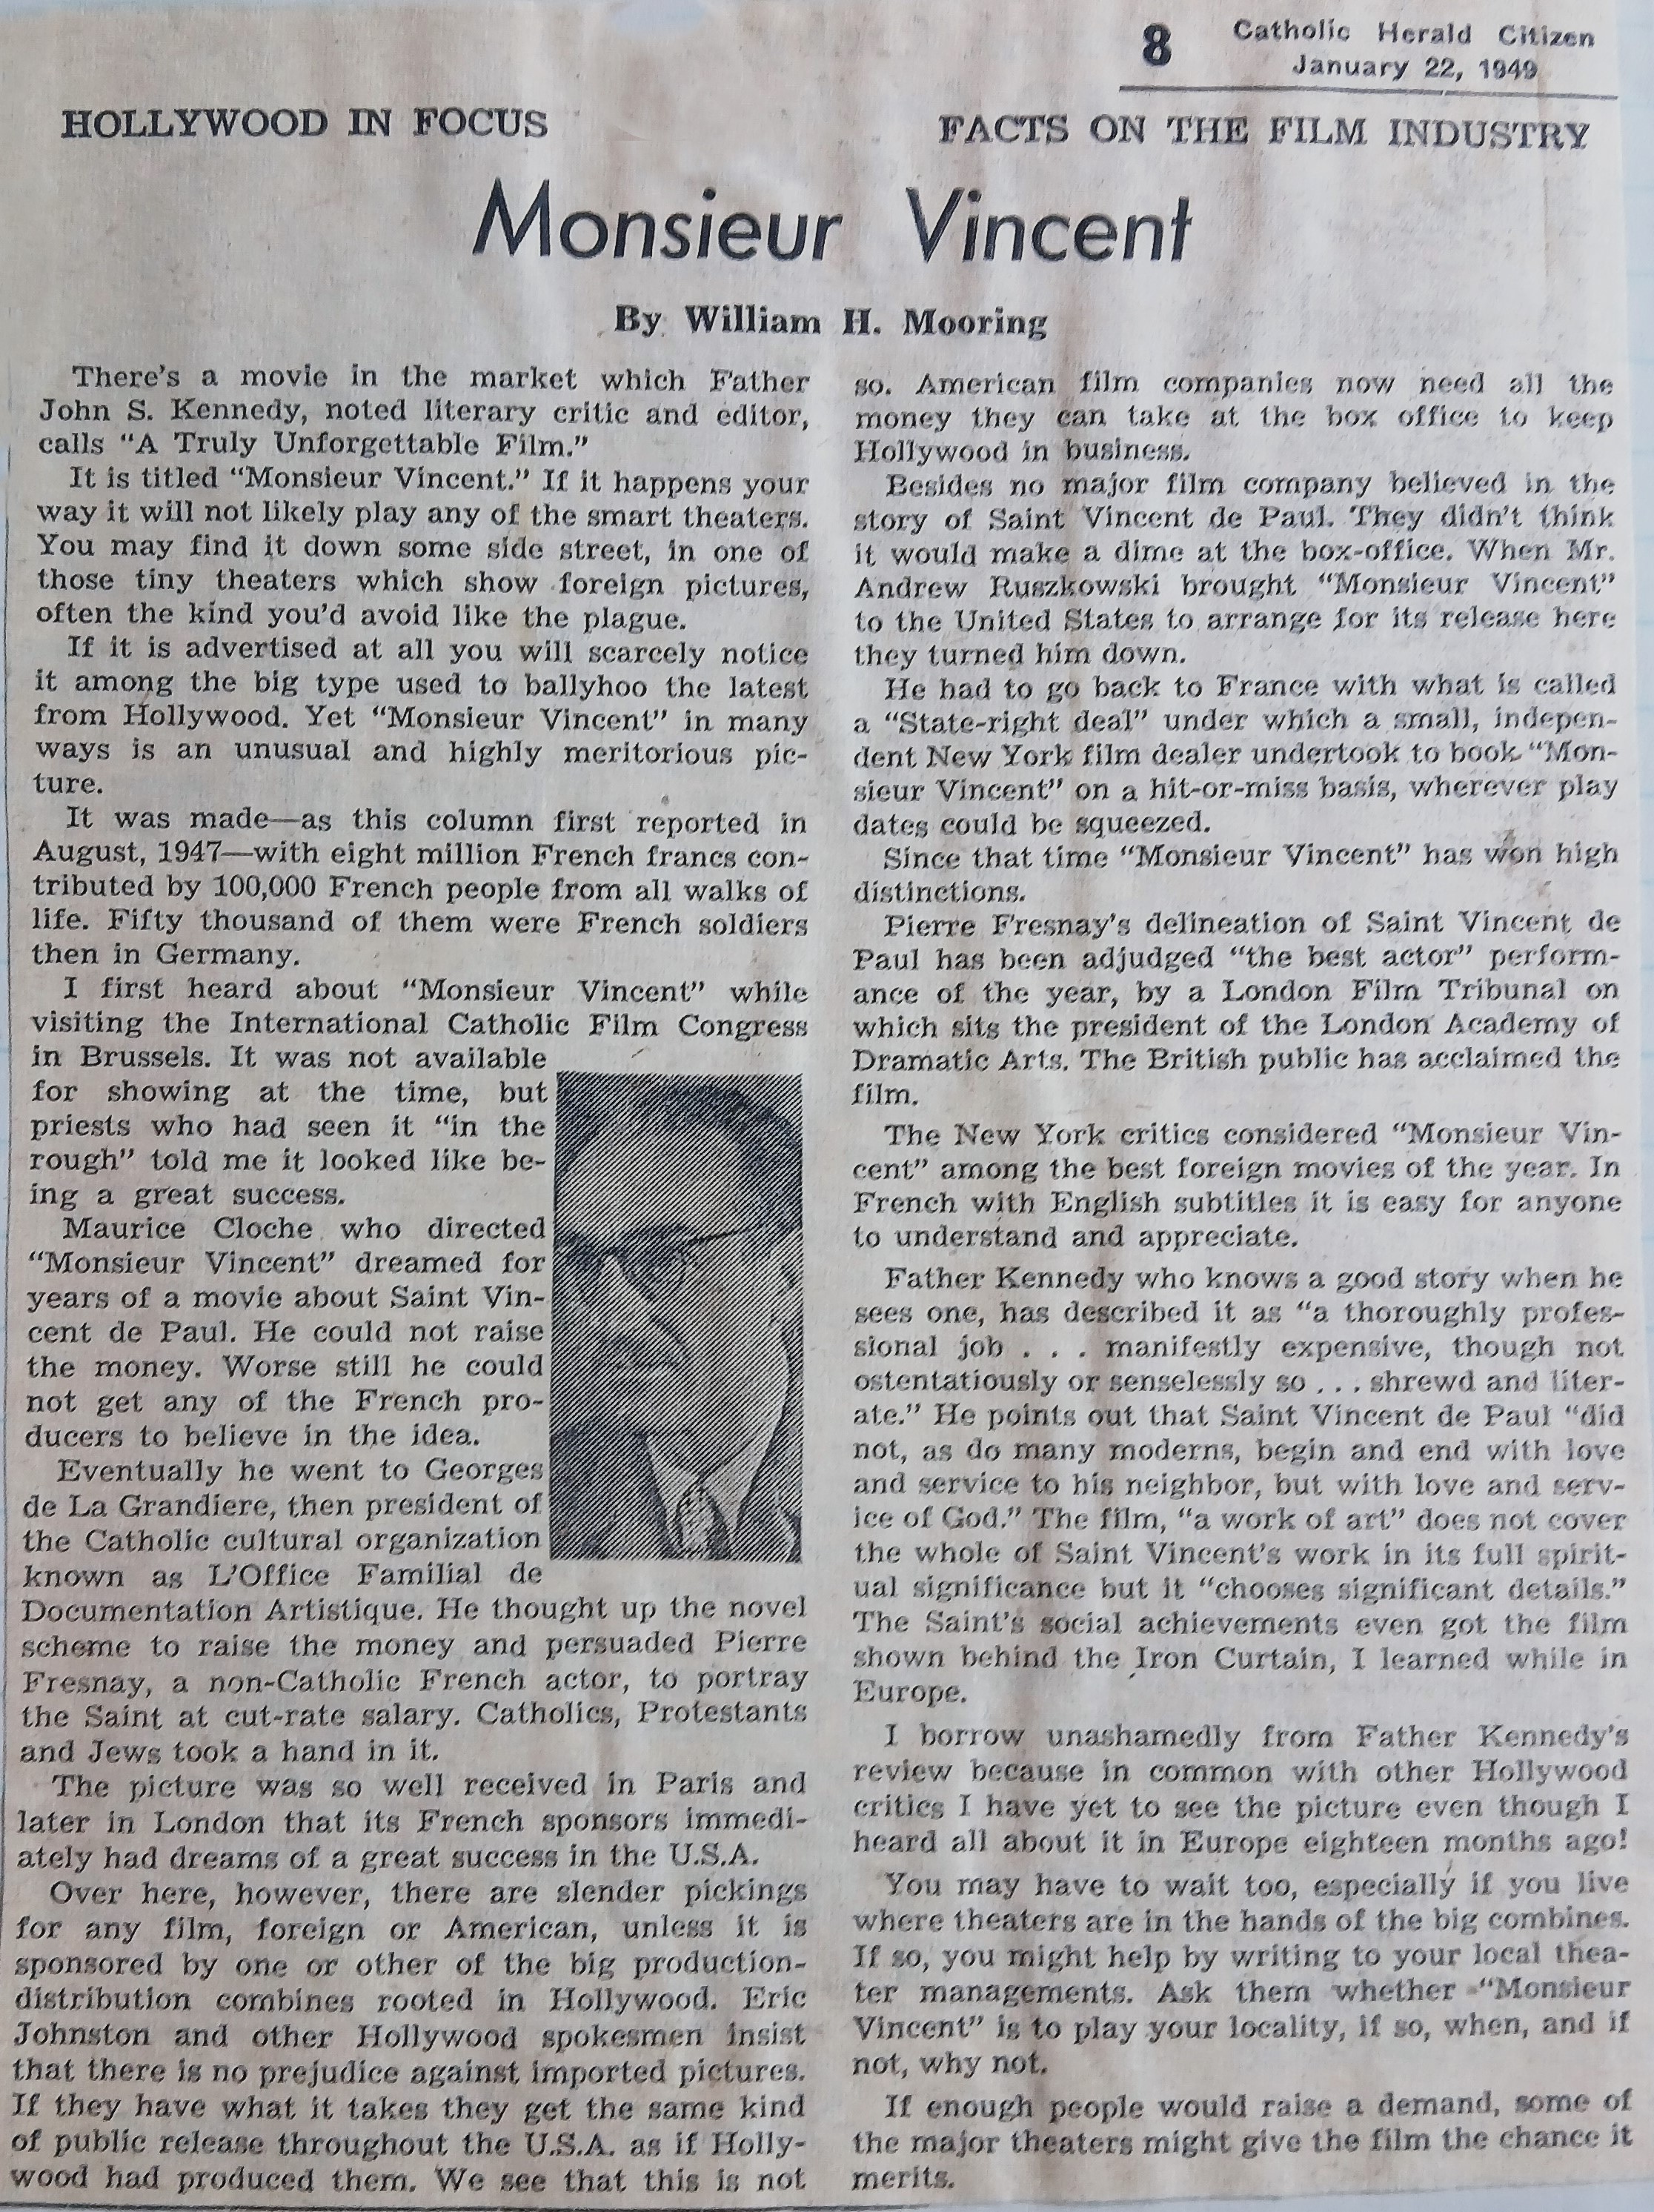 8 Catholic Herald Citizen
January 22, 1949
HOLLYWOOD IN FOCUS
FACTS ON THE FILM INDUSTRY
Monsieur Vincent
By William H. Mooring
There's a movie in the market which Father
John S. Kennedy, noted literary critic and editor,
calls "A Truly Unforgettable Film."
It is titled "Monsieur Vincent." If it happens your
way it will not likely play any of the smart theaters.
You may find it down some side street, in one of
those tiny theaters which show foreign pictures,
often the kind you'd avoid like the plague.
If it is advertised at all you will scarcely notice
it among the big type used to ballyhoo the latest
from Hollywood. Yet "Monsieur Vincent" in many
ways is an unusual and highly meritorious pic-
ture.
It was made—as this column first reported in
August, 1947—with eight million French francs con-
tributed by 100,000 French people from all walks of
life. Fifty thousand of them were French soldiers
then in Germany.
I first heard about "Monsieur Vincent" while
visiting the International Catholic Film Congress
in Brussels. It was not available
for showing at the time, but
priests who had seen it "in the
rough" told me it looked like be-
ing a great success.
Maurice Cloche who directed
"Monsieur Vincent" dreamed for
years of a movie about Saint Vin-
cent de Paul. He could not raise
the money. Worse still he could
not get any of the French pro-
ducers to believe in the idea.
Eventually he went to Georges
de La Grandiere, then president of
the Catholic cultural organization
known as L'Office Familial de
Documentation Artistique. He thought up the novel
scheme to raise the money and persuaded Pierre
Fresnay, a non-Catholic French actor, to portray
the Saint at cut-rate salary. Catholics, Protestants
and Jews took a hand in it.
The picture was so well received in Paris and
later in London that its French sponsors immedi-
ately had dreams of a great success in the U.S.A.
Over here, however, there are slender pickings
for any film, foreign or American, unless it is
sponsored by one or other of the big production-
distribution combines rooted in Hollywood. Eric
Johnston and other Hollywood spokesmen insist
that there is no prejudice against imported pictures.
If they have what it takes they get the same kind
of public release throughout the U.S.A. as if Holly-
wood had produced them. We see that this is not
so. American film companies now need all the
money they can take at the box office to keep
Hollywood in business.
Besides no major film company believed in the
story of Saint Vincent de Paul. They didn't think
it would make a dime at the box-office. When Mr.
Andrew Ruszkowski brought "Monsieur Vincent"
to the United States to arrange for its release here
they turned him down.
He had to go back to France with what is called
a "State-right deal" under which a small, indepen-
dent New York film dealer undertook to book "Mon-
sieur Vincent" on a hit-or-miss basis, wherever play
dates could be squeezed.
Since that time "Monsieur Vincent" has won high
distinctions.
Pierre Fresnay's delineation of Saint Vincent de
Paul has been adjudged "the best actor" perform-
ance of the year, by a London Film Tribunal on
which sits the president of the London Academy of
Dramatic Arts. The British public has acclaimed the
film.
The New York critics considered "Monsieur Vin-
cent" among the best foreign movies of the year. In
French with English subtitles it is easy for anyone
to understand and appreciate.
Father Kennedy who knows a good story when he
sees one, has described it as "a thoroughly profes-
sional job . . . manifestly expensive, though not
ostentatiously or senselessly so . . . shrewd and liter-
ate." He points out that Saint Vincent de Paul "did
not, as do many moderns, begin and end with love
and service to his neighbor, but with love and serv-
ice of God." The film, "a work of art" does not cover
the whole of Saint Vincent's work in its full spirit-
ual significance but it "chooses significant details."
The Saint's social achievements even got the film
shown behind the Iron Curtain, I learned while in
Europe.
I borrow unashamedly from Father Kennedy's
review because in common with other Hollywood
critics I have yet to see the picture even though I
heard all about it in Europe eighteen months ago!
You may have to wait too, especially if you live
where theaters are in the hands of the big combines.
If so, you might help by writing to your local thea-
ter managements. Ask them whether "Monsieur
Vincent" is to play your locality, if so, when, and if
not, why not.
If enough people would raise a demand, some of
the major theaters might give the film the chance it
merits.